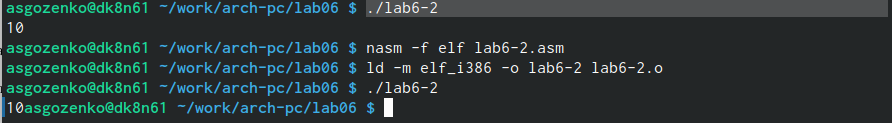 asgozenko@dk8n61 ~/work/arch-pc/lab06 $ ./lab6-2
10
asgozenko@dk8n61 ~/work/arch-pc/lab06 $ nasm -f elf lab6-2.asm
asgozenko@dk8n61 ~/work/arch-pc/lab06 $ ld -m elf_i386 -o lab6-2 lab6-2.o
asgozenko@dk8n61 ~/work/arch-pc/lab06 $ ./lab6-2
10asgozenko@dk8n61 ~/work/arch-pc/lab06 $